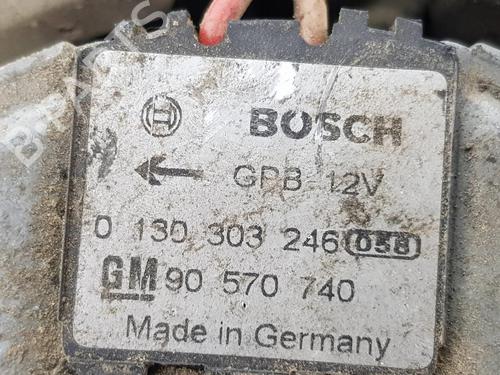 BOSCH
GPB 12V
0 130 303 246 058
GM 90 570 740
Made in Germany